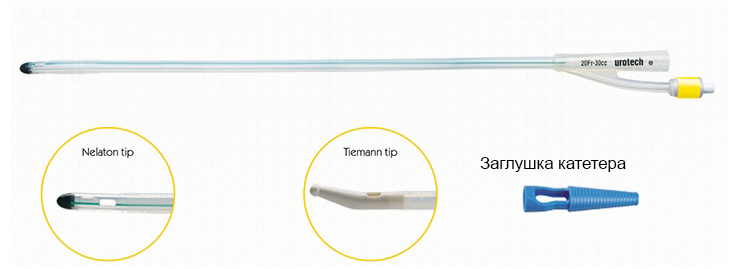 20Fr-30cc urotech
Nelaton tip
Tiemann tip
Заглушка катетера